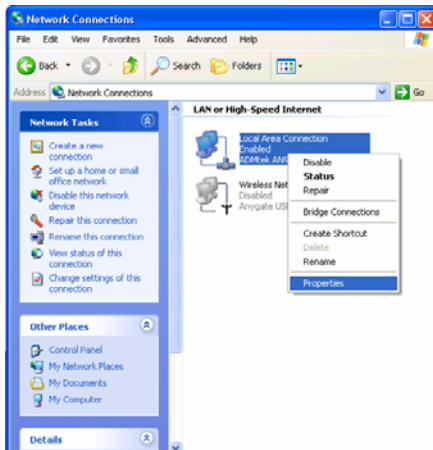 Network Connections
File Edit View Favorites Tools Advanced Help
Back Search Folders
Address Network Connections Go
Network Tasks
Create a new
connection
Set up a home or small
office network
Disable this network
device
Repair this connection
Rename this connection
View status of this
connection
Change settings of this
connection
Other Places
Control Panel
My Network Places
My Documents
My Computer
Details
LAN or High-Speed Internet
Local Area Connection
Enabled
ADMtek
Wireless
Disabled
Anygate
Disable
Status
Repair
Bridge Connections
Create Shortcut
Delete
Rename
Properties